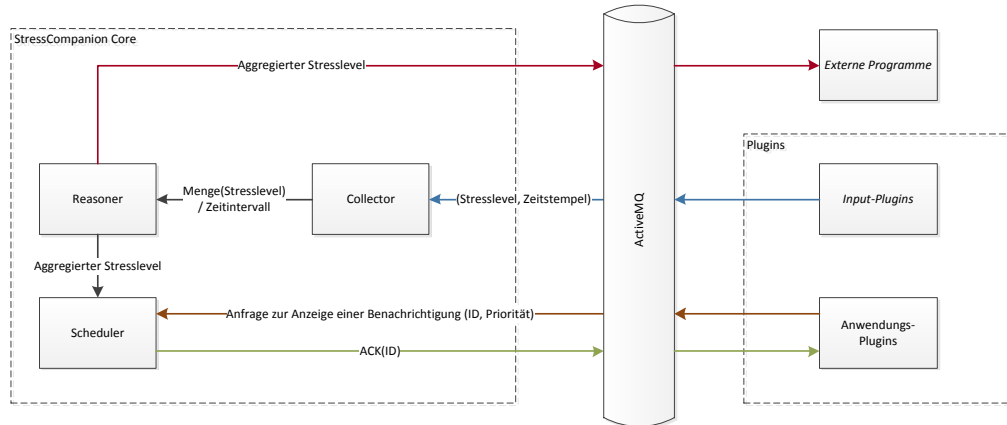 StressCompanion Core
Aggregierter Stresslevel
Externe Programme
Plugins
Reasoner
Menge(Stresslevel)
/ Zeitintervall
Collector
(Stresslevel, Zeitstempel)
ActiveMQ
Input-Plugins
Aggregierter Stresslevel
Scheduler
Anfrage zur Anzeige einer Benachrichtigung (ID, Priorität)
ACK(ID)
Anwendungs-
Plugins